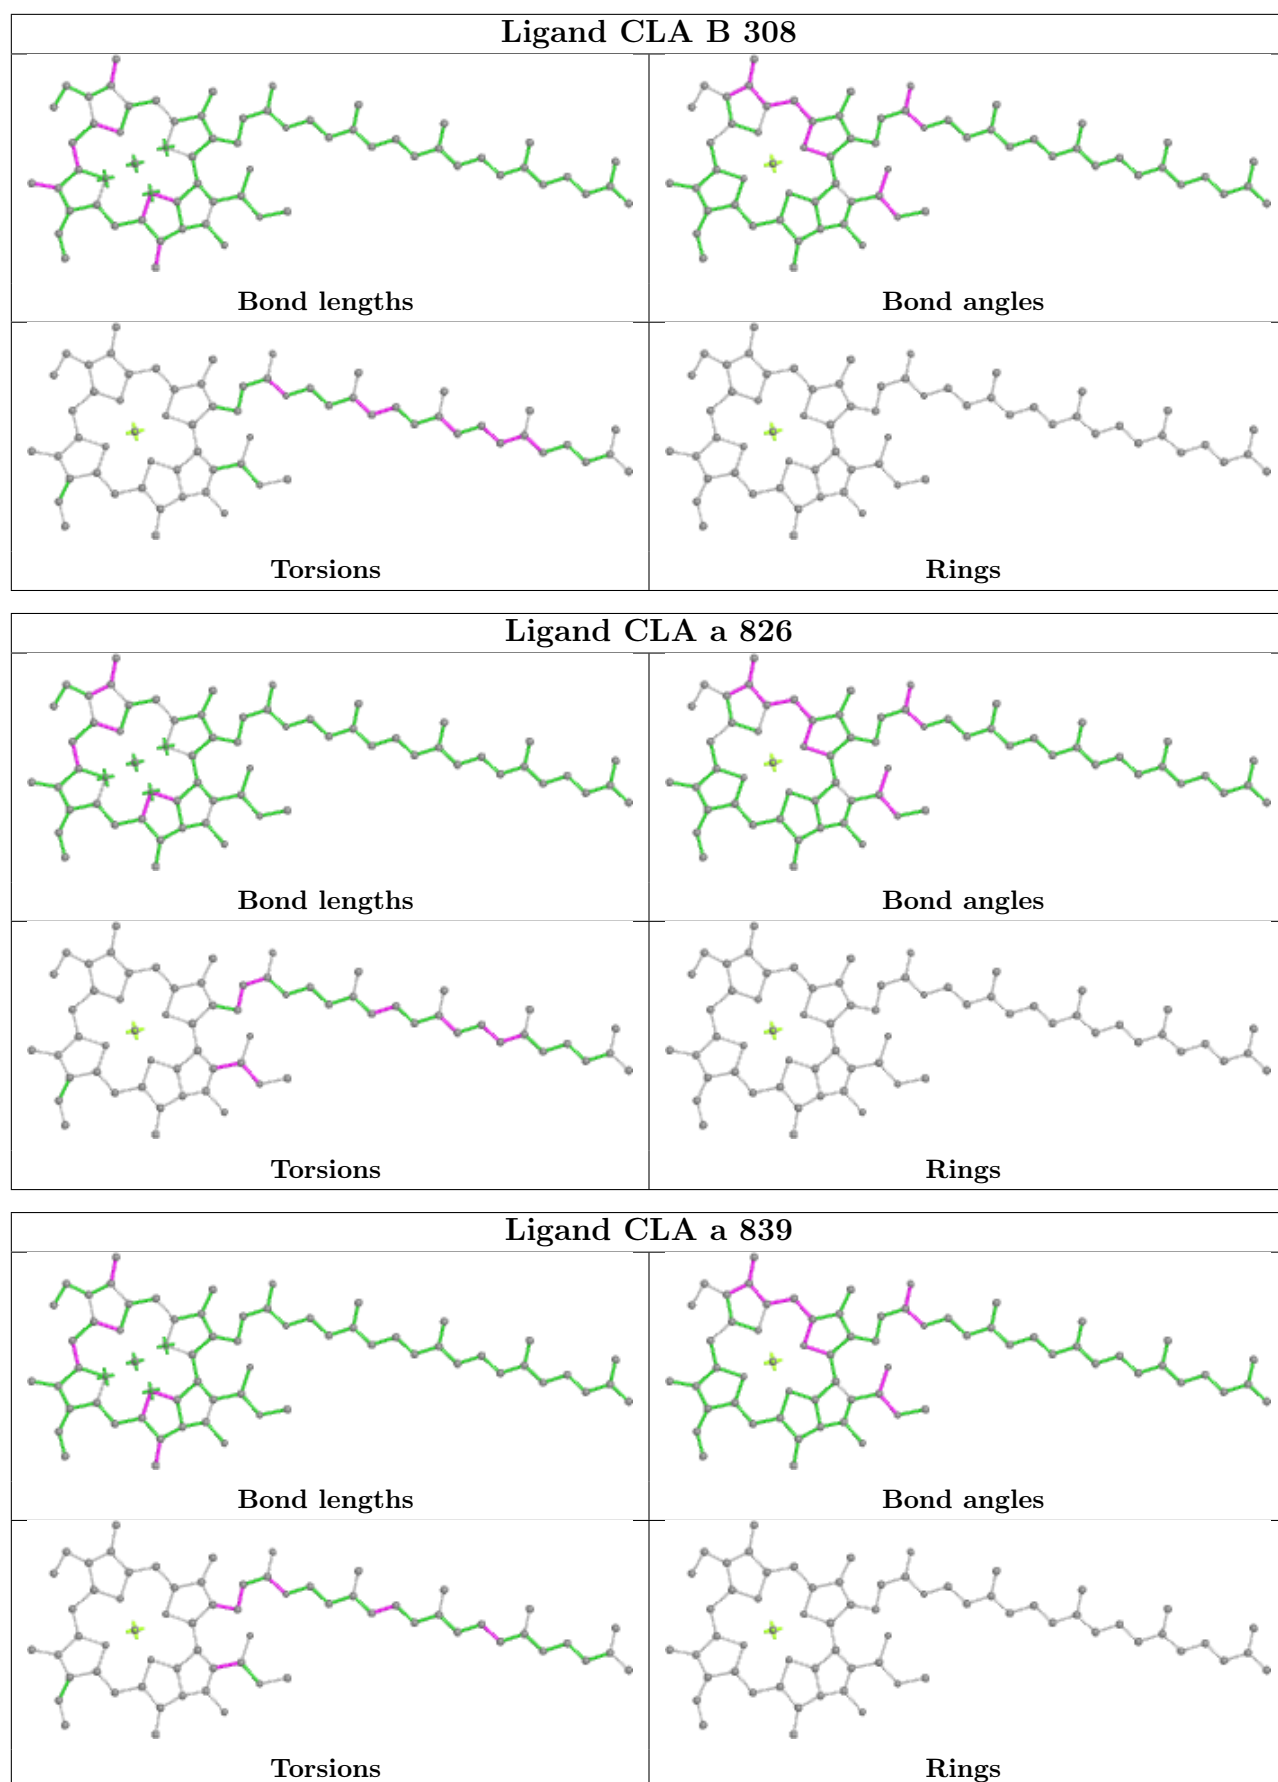 Ligand CLA B 308
Bond lengths
Bond angles
Torsions
Rings
Ligand CLA a 826
Bond lengths
Bond angles
Torsions
Rings
Ligand CLA a 839
Bond lengths
Bond angles
Torsions
Rings